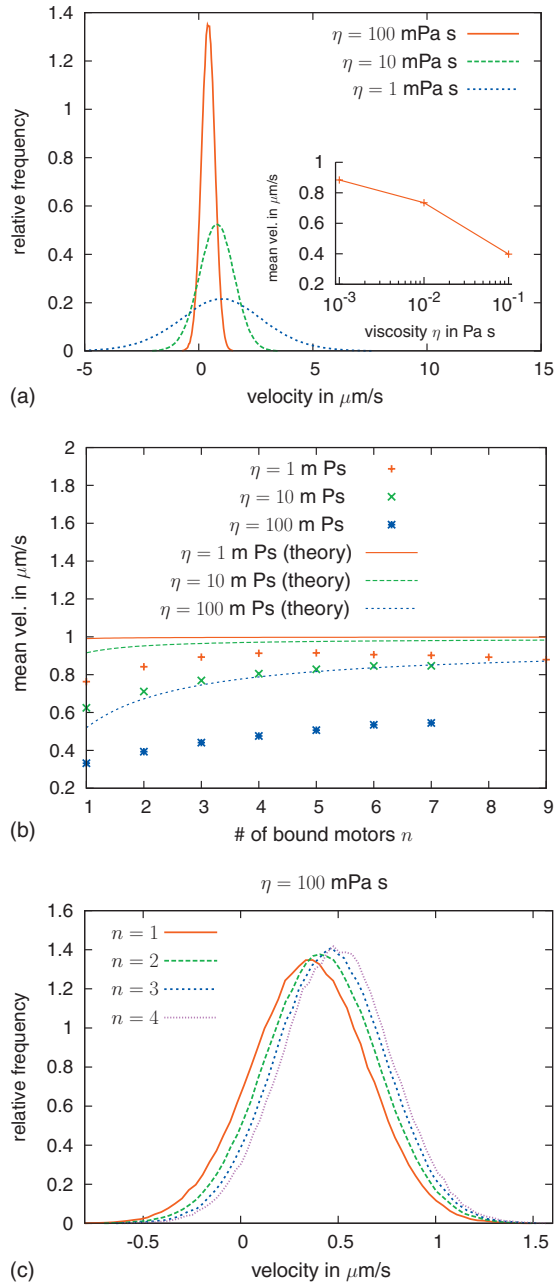 1.4
1.2
1
0.8
0.6
0.4
0.2
0
relative frequency
η = 100 mPa s
η = 10 mPa s
η = 1 mPa s
1
0.8
0.6
0.4
0.2
mean vel. in μm/s
10⁻³ 10⁻² 10⁻¹
viscosity η in Pa s
-5 0 5 10 15
(a) velocity in μm/s
2
1.8
1.6
1.4
1.2
1
0.8
0.6
0.4
0.2
mean vel. in μm/s
η = 1 m Ps
η = 10 m Ps
η = 100 m Ps
η = 1 m Ps (theory)
η = 10 m Ps (theory)
η = 100 m Ps (theory)
1 2 3 4 5 6 7 8 9
(b) # of bound motors n
η = 100 mPa s
1.6
1.4
1.2
1
0.8
0.6
0.4
0.2
0
relative frequency
n = 1
n = 2
n = 3
n = 4
-0.5 0 0.5 1 1.5
(c) velocity in μm/s